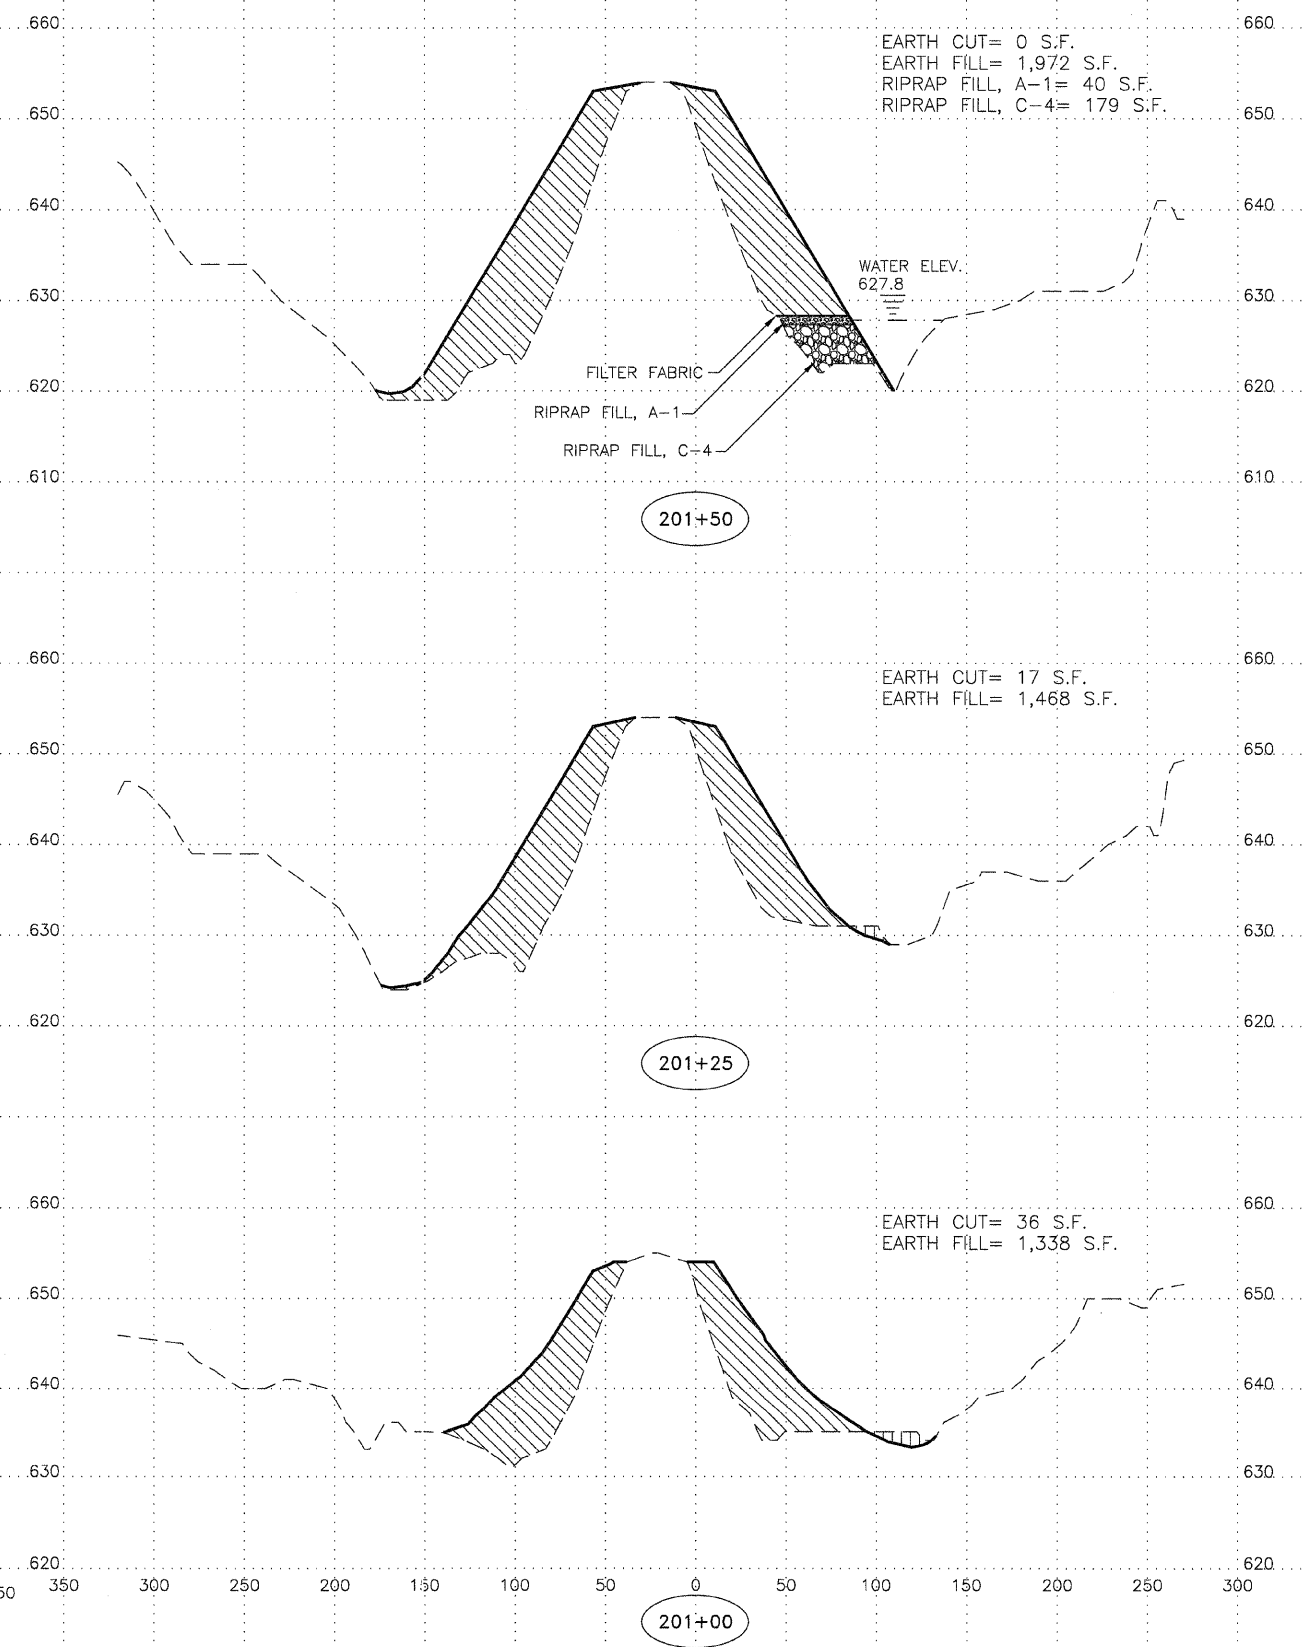 660 660
EARTH CUT= 0 S.F.
EARTH FILL= 1,972 S.F.
RIPRAP FILL, A-1= 40 S.F.
RIPRAP FILL, C-4= 179 S.F.
650 650
640 640
WATER ELEV.
627.8
630 630
FILTER FABRIC
620 620
RIPRAP FILL, A-1
RIPRAP FILL, C-4
610 610
201+50
660 660
EARTH CUT= 17 S.F.
EARTH FILL= 1,468 S.F.
650 650
640 640
630 630
620 620
201+25
660 660
EARTH CUT= 36 S.F.
EARTH FILL= 1,338 S.F.
650 650
640 640
630 630
620 620
50 350 300 250 200 150 100 50 0 50 100 150 200 250 300
201+00